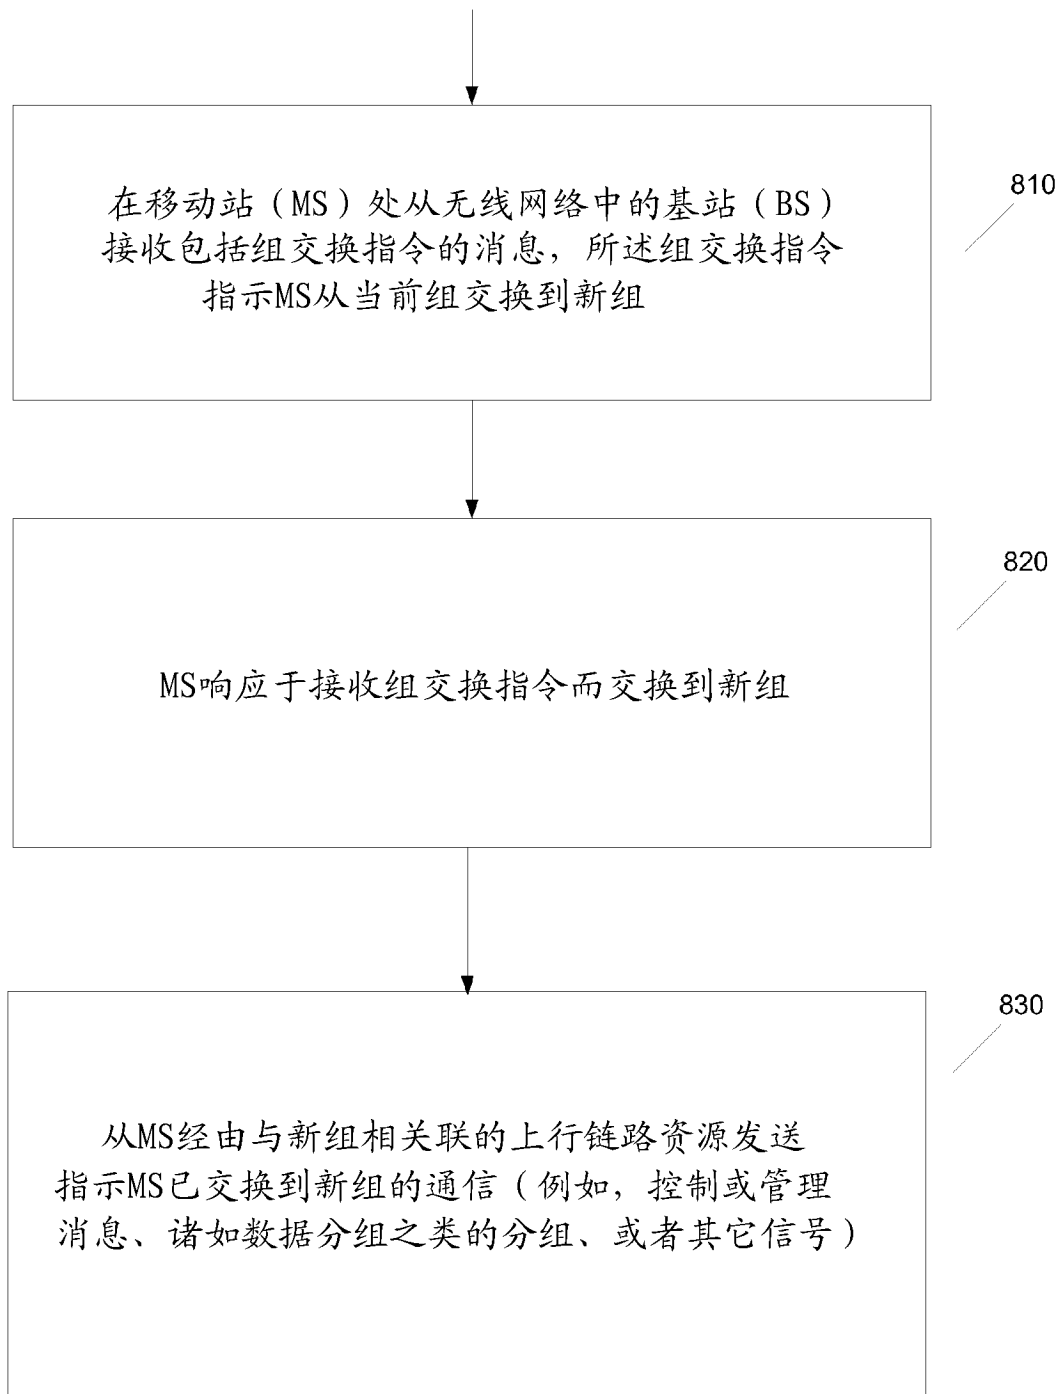 在移动站（MS）处从无线网络中的基站（BS）
接收包括组交换指令的消息，所述组交换指令
指示MS从当前组交换到新组
810
MS响应于接收组交换指令而交换到新组
820
从MS经由与新组相关联的上行链路资源发送
指示MS已交换到新组的通信（例如，控制或管理
消息、诸如数据分组之类的分组、或者其它信号）
830